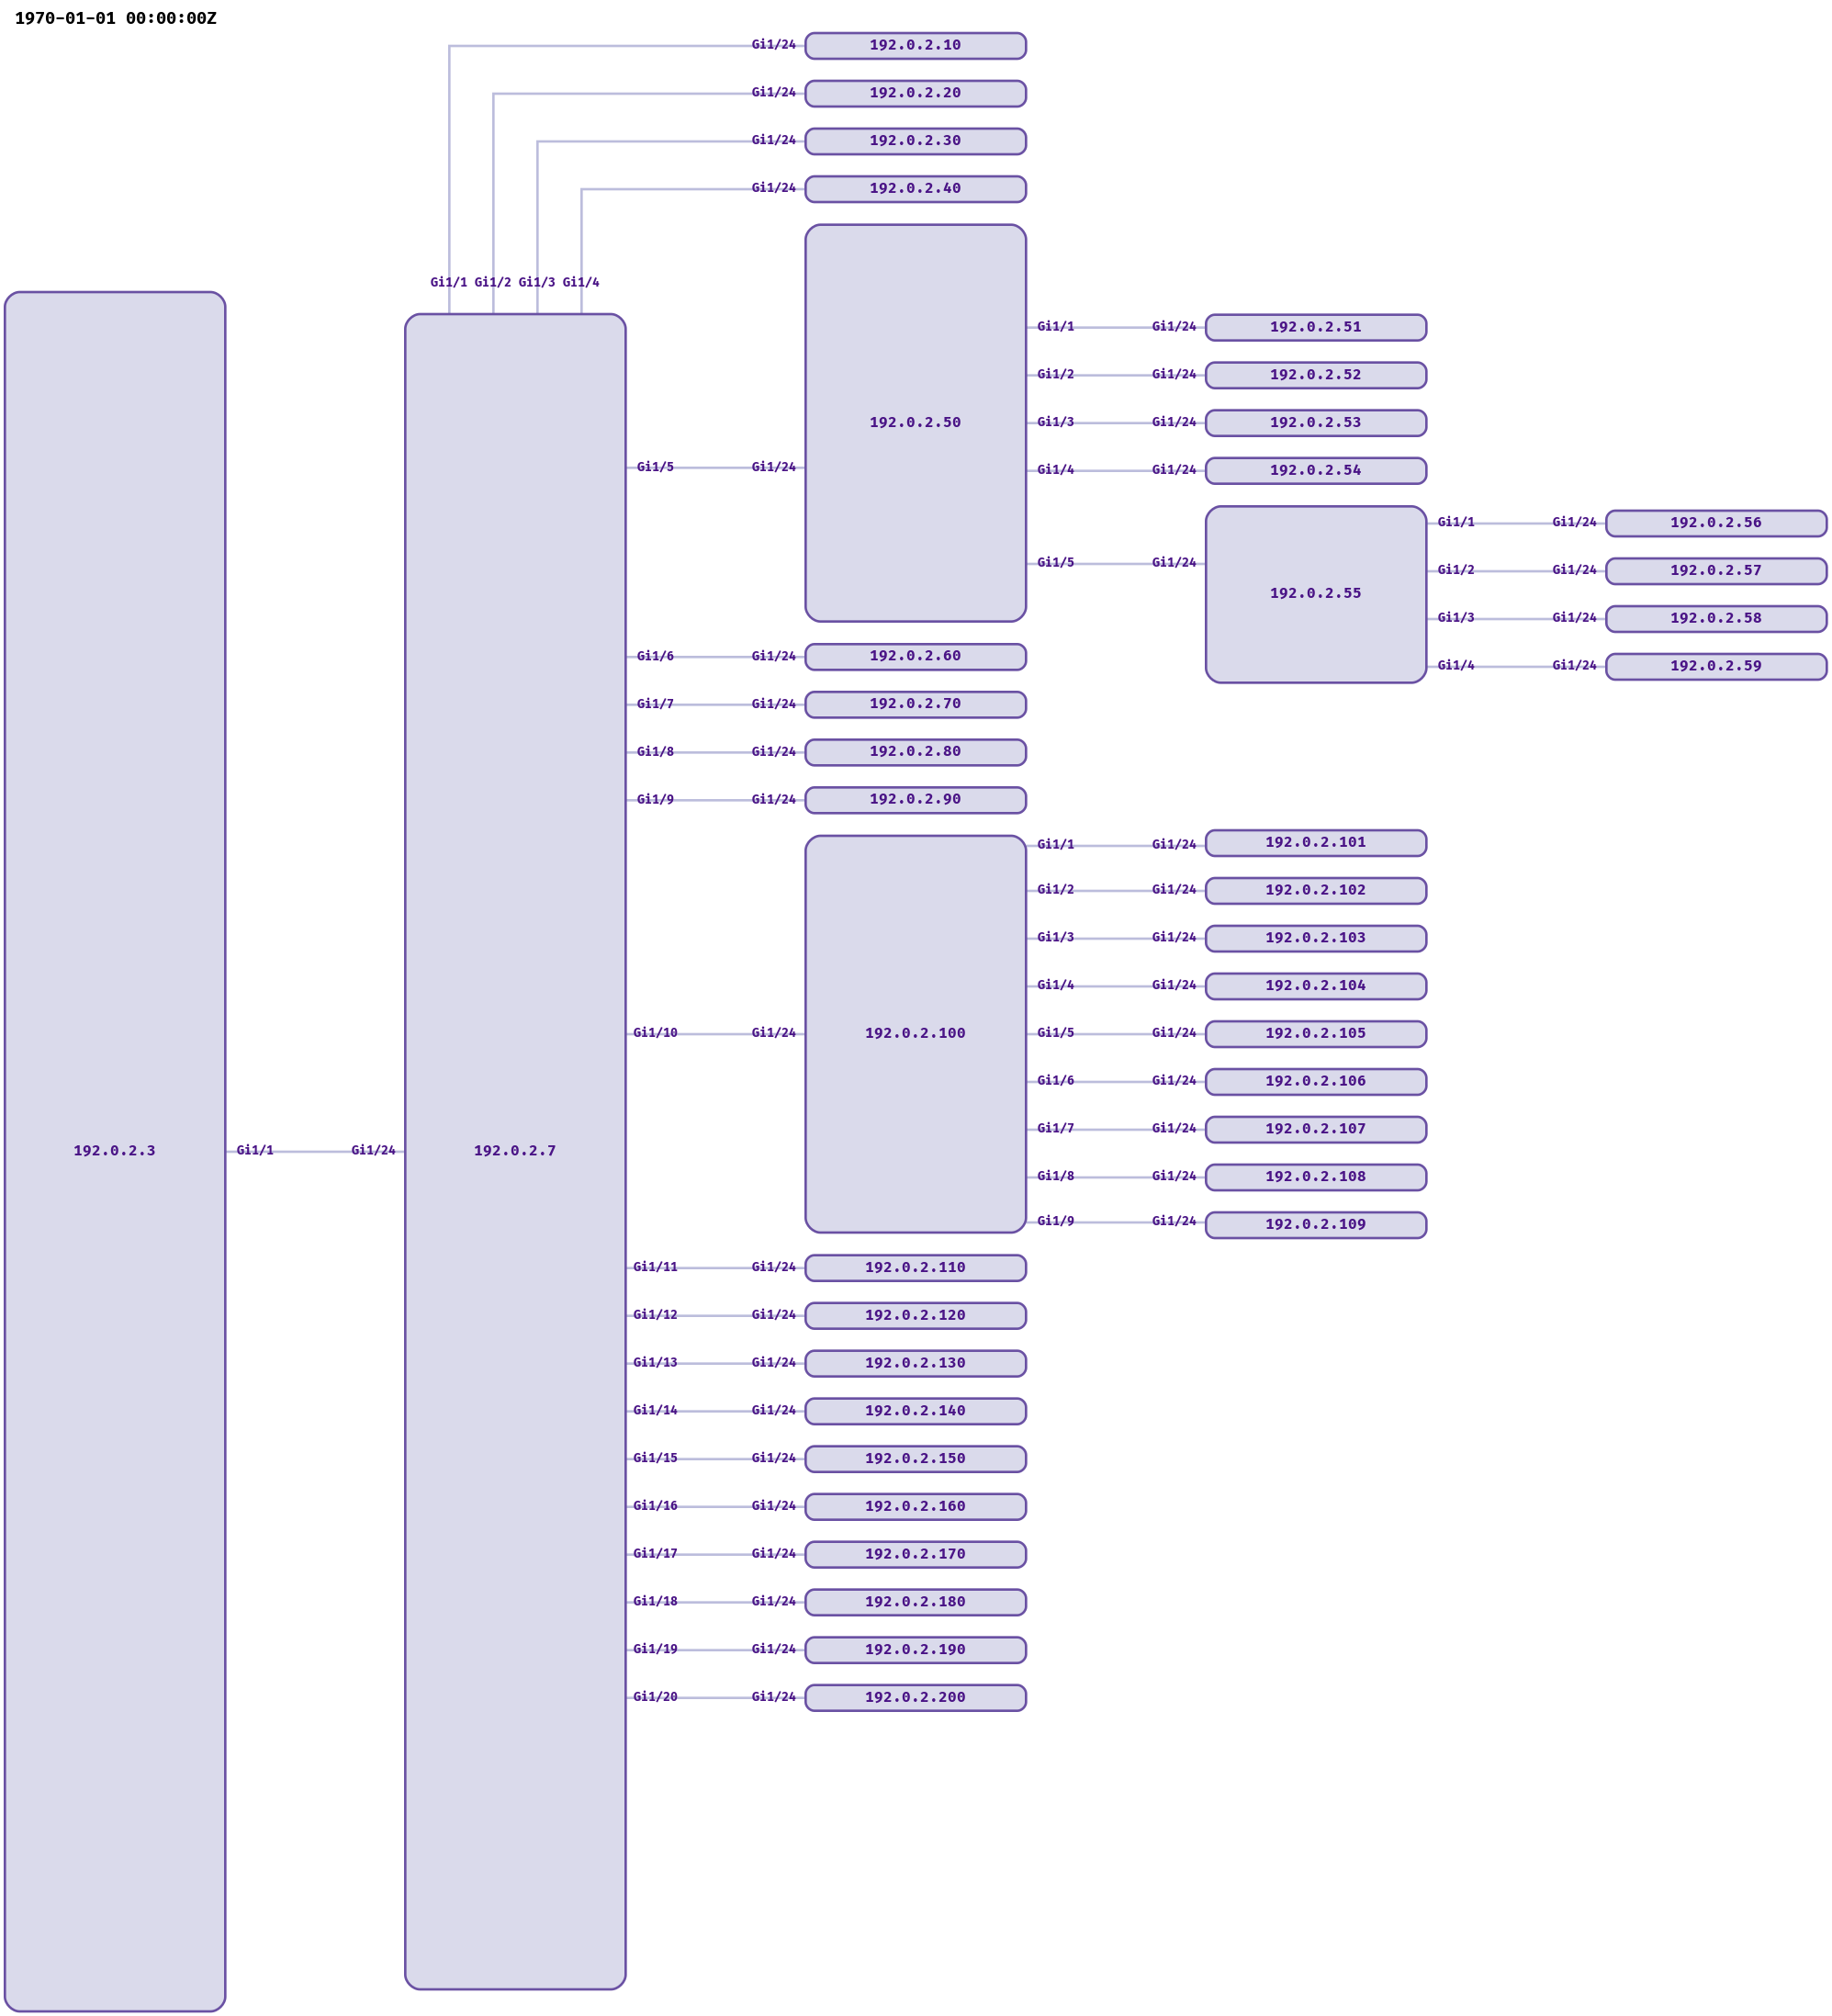 1970-01-01 00:00:00Z
Gi1/24 192.0.2.10
Gi1/24 192.0.2.20
Gi1/24 192.0.2.30
Gi1/24 192.0.2.40
Gi1/1 Gi1/2 Gi1/3 Gi1/4
Gi1/1 Gi1/24 192.0.2.51
Gi1/2 Gi1/24 192.0.2.52
192.0.2.50 Gi1/3 Gi1/24 192.0.2.53
Gi1/5 Gi1/24 Gi1/4 Gi1/24 192.0.2.54
Gi1/1 Gi1/24 192.0.2.56
Gi1/5 Gi1/24 Gi1/2 Gi1/24 192.0.2.57
192.0.2.55
Gi1/3 Gi1/24 192.0.2.58
Gi1/6 Gi1/24 192.0.2.60 Gi1/4 Gi1/24 192.0.2.59
Gi1/7 Gi1/24 192.0.2.70
Gi1/8 Gi1/24 192.0.2.80
Gi1/9 Gi1/24 192.0.2.90
Gi1/1 Gi1/24 192.0.2.101
Gi1/2 Gi1/24 192.0.2.102
Gi1/3 Gi1/24 192.0.2.103
Gi1/4 Gi1/24 192.0.2.104
Gi1/10 Gi1/24 192.0.2.100 Gi1/5 Gi1/24 192.0.2.105
Gi1/6 Gi1/24 192.0.2.106
Gi1/7 Gi1/24 192.0.2.107
192.0.2.3 Gi1/1 Gi1/24 192.0.2.7
Gi1/8 Gi1/24 192.0.2.108
Gi1/9 Gi1/24 192.0.2.109
Gi1/11 Gi1/24 192.0.2.110
Gi1/12 Gi1/24 192.0.2.120
Gi1/13 Gi1/24 192.0.2.130
Gi1/14 Gi1/24 192.0.2.140
Gi1/15 Gi1/24 192.0.2.150
Gi1/16 Gi1/24 192.0.2.160
Gi1/17 Gi1/24 192.0.2.170
Gi1/18 Gi1/24 192.0.2.180
Gi1/19 Gi1/24 192.0.2.190
Gi1/20 Gi1/24 192.0.2.200